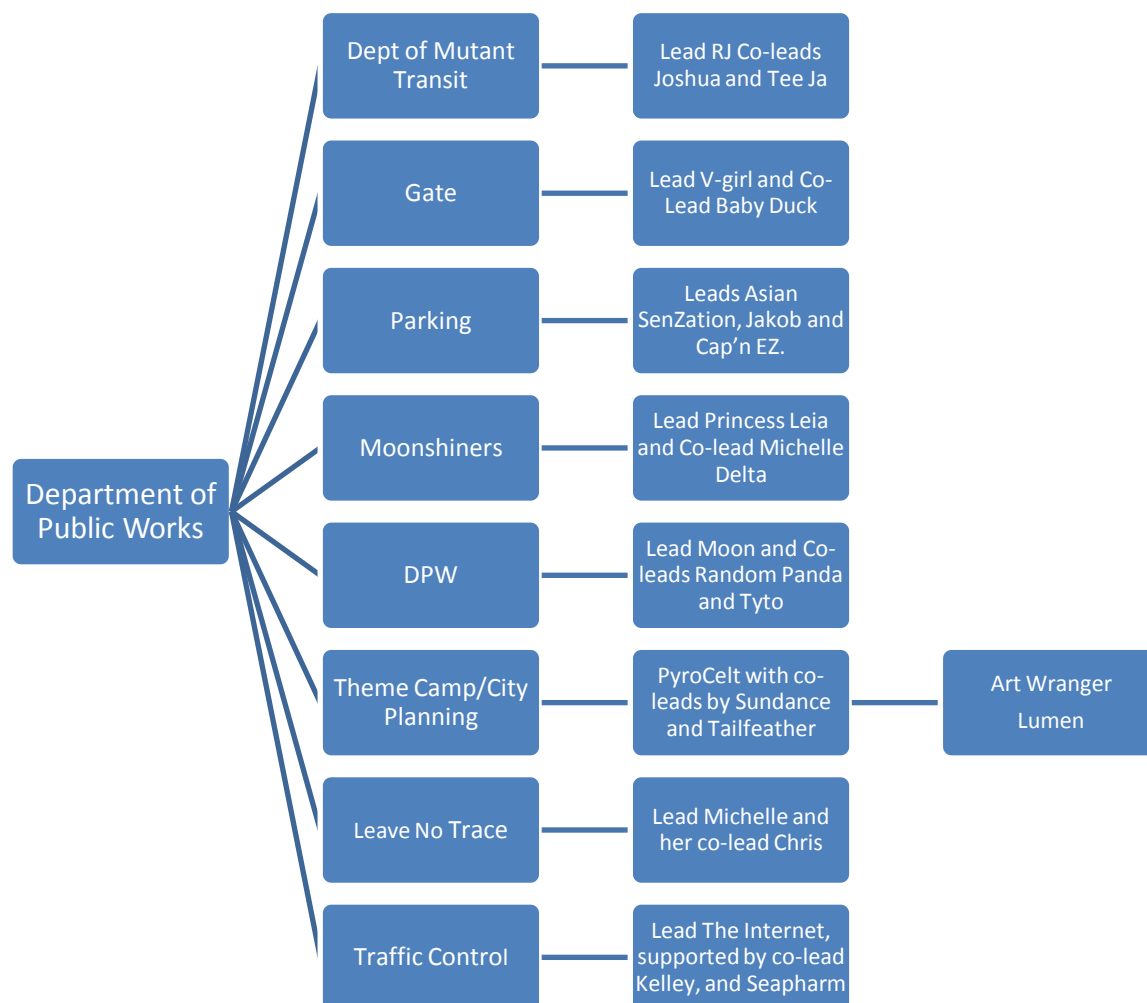 Dept of Mutant
Transit
Lead RJ Co-leads
Joshua and Tee Ja
Gate
Lead V-girl and Co-
Lead Baby Duck
Parking
Leads Asian
SenZation, Jakob and
Cap’n EZ.
Moonshiners
Lead Princess Leia
and Co-lead Michelle
Delta
Department of
Public Works
DPW
Lead Moon and Co-
leads Random Panda
and Tyto
Theme Camp/City
Planning
PyroCelt with co-
leads by Sundance
and Tailfeather
Art Wranger
Lumen
Leave No Trace
Lead Michelle and
her co-lead Chris
Traffic Control
Lead The Internet,
supported by co-lead
Kelley, and Seapharm